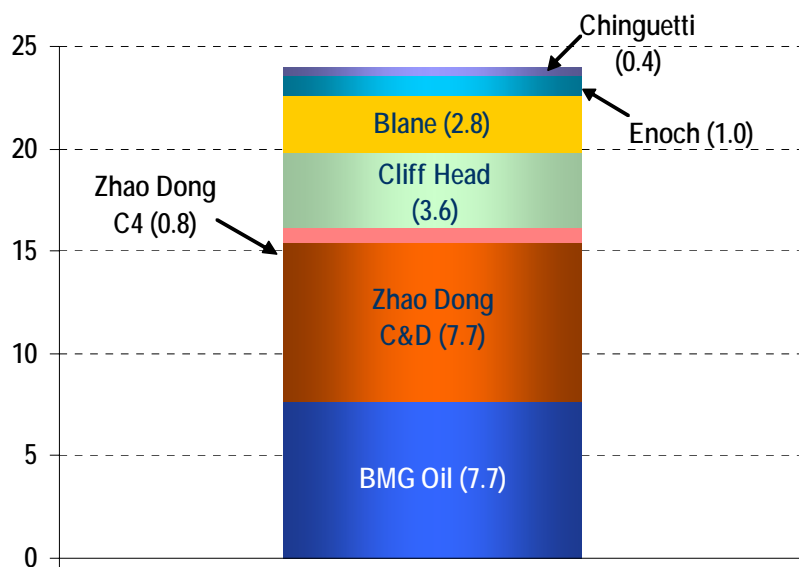 25
20
15
10
5
0
Chinguetti
(0.4)
Enoch (1.0)
Blane (2.8)
Cliff Head
(3.6)
Zhao Dong
C4 (0.8)
Zhao Dong
C&D (7.7)
BMG Oil (7.7)